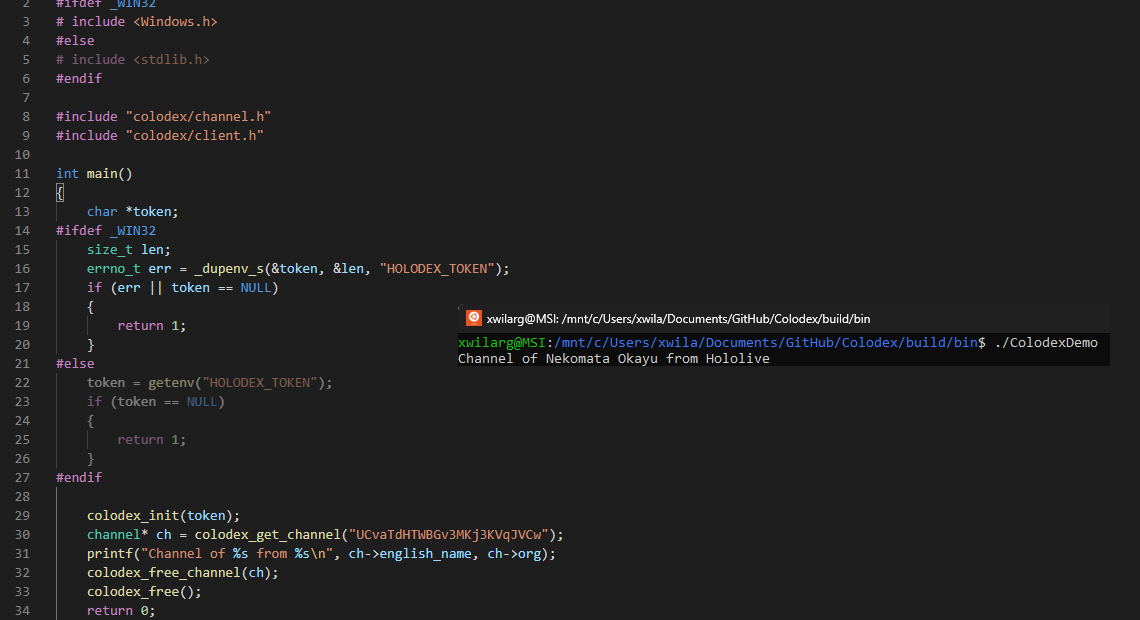 2 #ifdef _WIN32
3 # include <Windows.h>
4 #else
5 # include <stdlib.h>
6 #endif
7
8 #include "colodex/channel.h"
9 #include "colodex/client.h"
10
11 int main()
12 {
13     char *token;
14 #ifdef _WIN32
15     size_t len;
16     errno_t err = _dupenv_s(&token, &len, "HOLODEX_TOKEN");
17     if (err || token == NULL)
18     {
19         return 1;
20     }
21 #else
22     token = getenv("HOLODEX_TOKEN");
23     if (token == NULL)
24     {
25         return 1;
26     }
27 #endif
28
29     colodex_init(token);
30     channel* ch = colodex_get_channel("UCvaTdHTWBGv3MKj3KVqJVCw");
31     printf("Channel of %s from %s\n", ch->english_name, ch->org);
32     colodex_free_channel(ch);
33     colodex_free();
34     return 0;
xwilarg@MSI: /mnt/c/Users/xwila/Documents/GitHub/Colodex/build/bin
xwilarg@MSI:/mnt/c/Users/xwila/Documents/GitHub/Colodex/build/bin$ ./ColodexDemo
Channel of Nekomata Okayu from Hololive